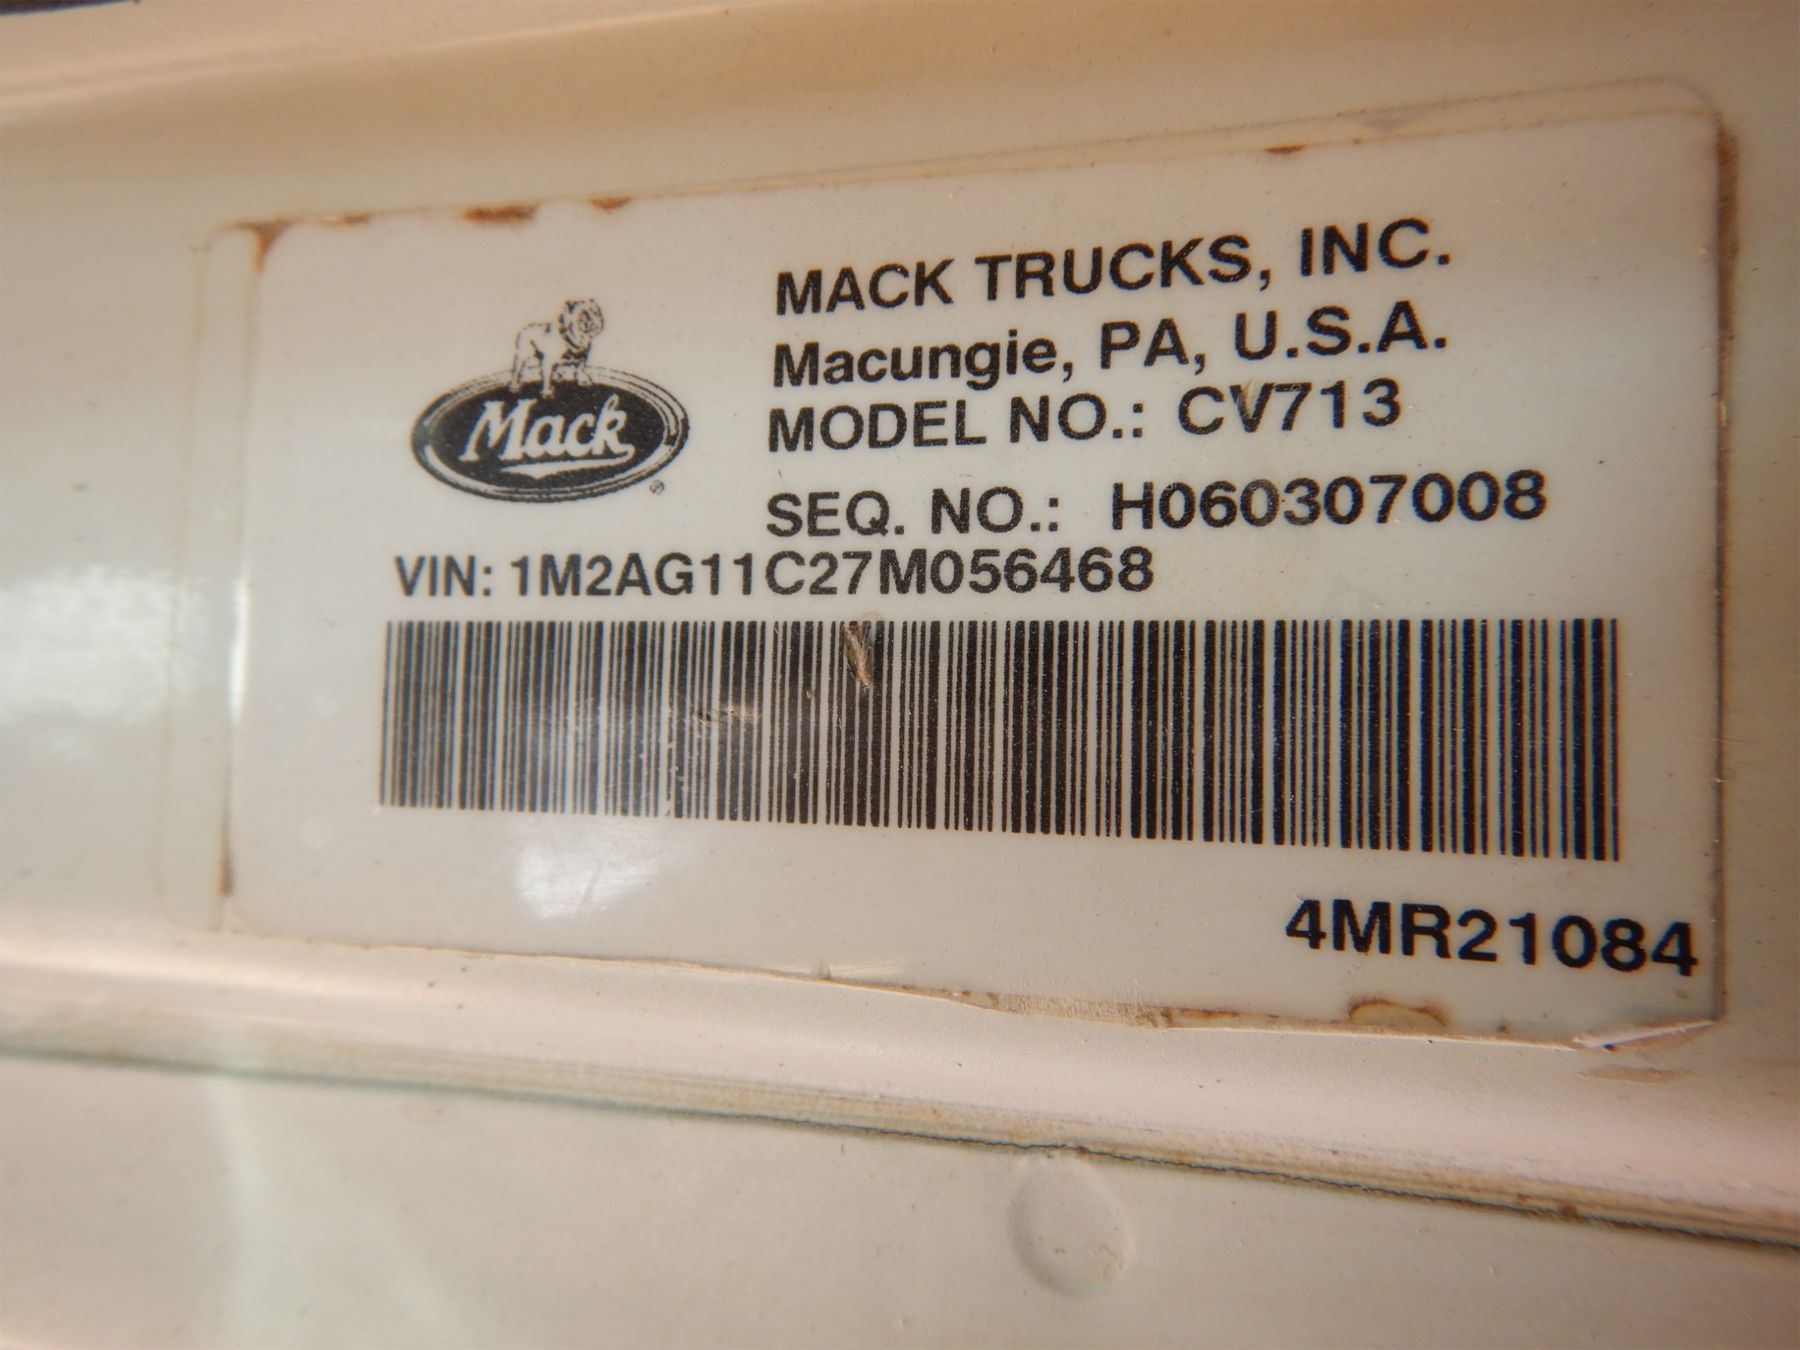 MACK TRUCKS, INC.
Macungie, PA, U.S.A.
MODEL NO.: CV713
Mack
®
SEQ. NO.: H060307008
VIN: 1M2AG11C27M056468
4MR21084